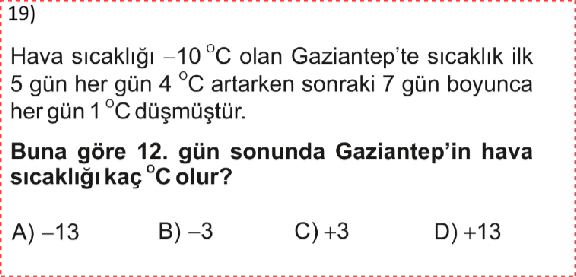 19)
Hava sıcaklığı –10 °C olan Gaziantep'te sıcaklık ilk
5 gün her gün 4 °C artarken sonraki 7 gün boyunca
her gün 1 °C düşmüştür.
Buna göre 12. gün sonunda Gaziantep'in hava
sıcaklığı kaç °C olur?
A) –13 B) –3 C) +3 D) +13